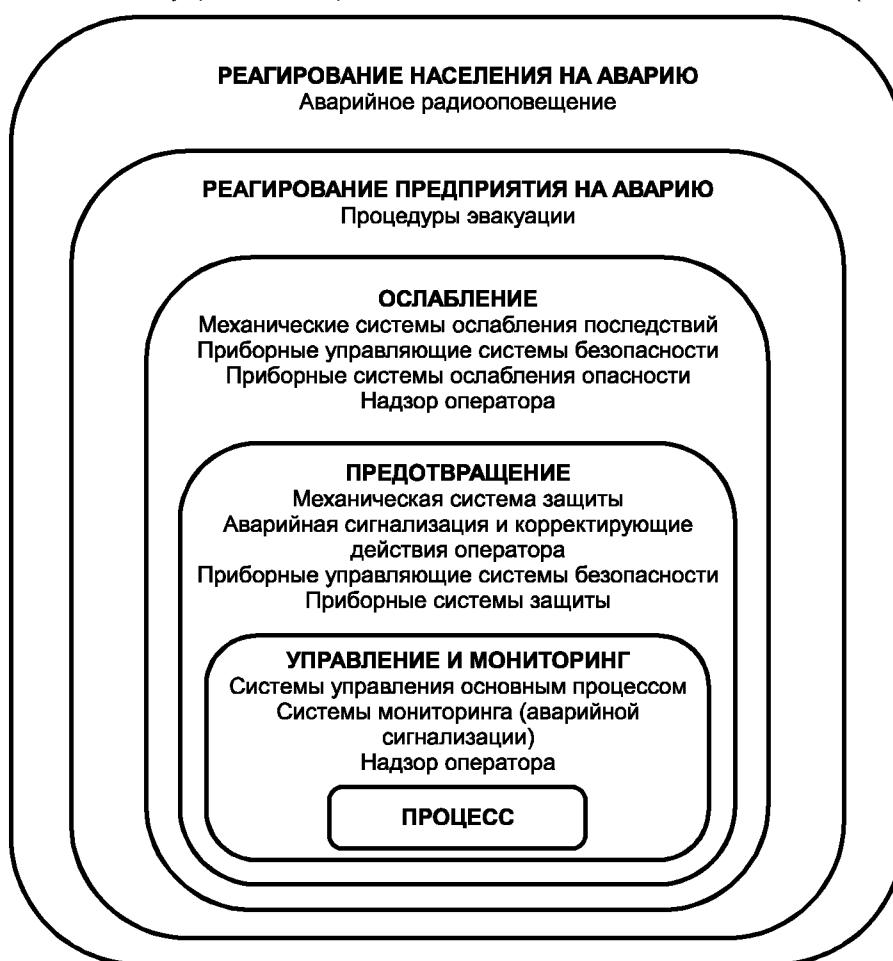 РЕАГИРОВАНИЕ НАСЕЛЕНИЯ НА АВАРИЮ
Аварийное радиооповещение
РЕАГИРОВАНИЕ ПРЕДПРИЯТИЯ НА АВАРИЮ
Процедуры эвакуации
ОСЛАБЛЕНИЕ
Механические системы ослабления последствий
Приборные управляющие системы безопасности
Приборные системы ослабления опасности
Надзор оператора
ПРЕДОТВРАЩЕНИЕ
Механическая система защиты
Аварийная сигнализация и корректирующие
действия оператора
Приборные управляющие системы безопасности
Приборные системы защиты
УПРАВЛЕНИЕ И МОНИТОРИНГ
Системы управления основным процессом
Системы мониторинга (аварийной
сигнализации)
Надзор оператора
ПРОЦЕСС